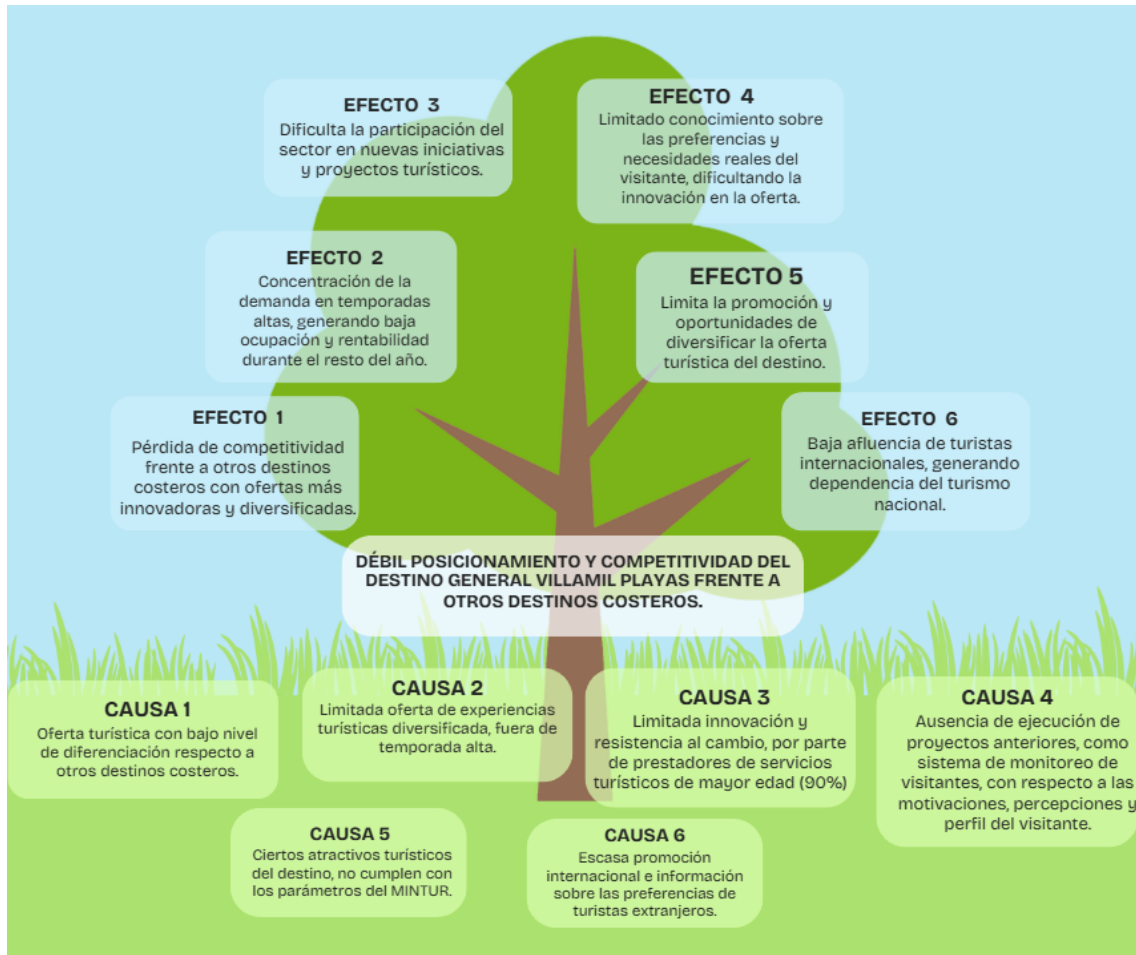 EFECTO 3
Dificulta la participación del
sector en nuevas iniciativas
y proyectos turísticos.
EFECTO 4
Limitado conocimiento sobre
las preferencias y
necesidades reales del
visitante, dificultando la
innovación en la oferta.
EFECTO 2
Concentración de la
demanda en temporadas
altas, generando baja
ocupación y rentabilidad
durante el resto del año.
EFECTO 5
Limita la promoción y
oportunidades de
diversificar la oferta
turística del destino.
EFECTO 1
Pérdida de competitividad
frente a otros destinos
costeros con ofertas más
innovadoras y diversificadas.
EFECTO 6
Baja afluencia de turistas
internacionales, generando
dependencia del turismo
nacional.
DÉBIL POSICIONAMIENTO Y COMPETITIVIDAD DEL
DESTINO GENERAL VILLAMIL PLAYAS FRENTE A
OTROS DESTINOS COSTEROS.
CAUSA 1
Oferta turística con bajo nivel
de diferenciación respecto a
otros destinos costeros.
CAUSA 2
Limitada oferta de experiencias
turísticas diversificada, fuera de
temporada alta.
CAUSA 3
Limitada innovación y
resistencia al cambio, por parte
de prestadores de servicios
turísticos de mayor edad (90%)
CAUSA 4
Ausencia de ejecución de
proyectos anteriores, como
sistema de monitoreo de
visitantes, con respecto a las
motivaciones, percepciones y
perfil del visitante.
CAUSA 5
Ciertos atractivos turísticos
del destino, no cumplen con
los parámetros del MINTUR.
CAUSA 6
Escasa promoción
internacional e información
sobre las preferencias de
turistas extranjeros.